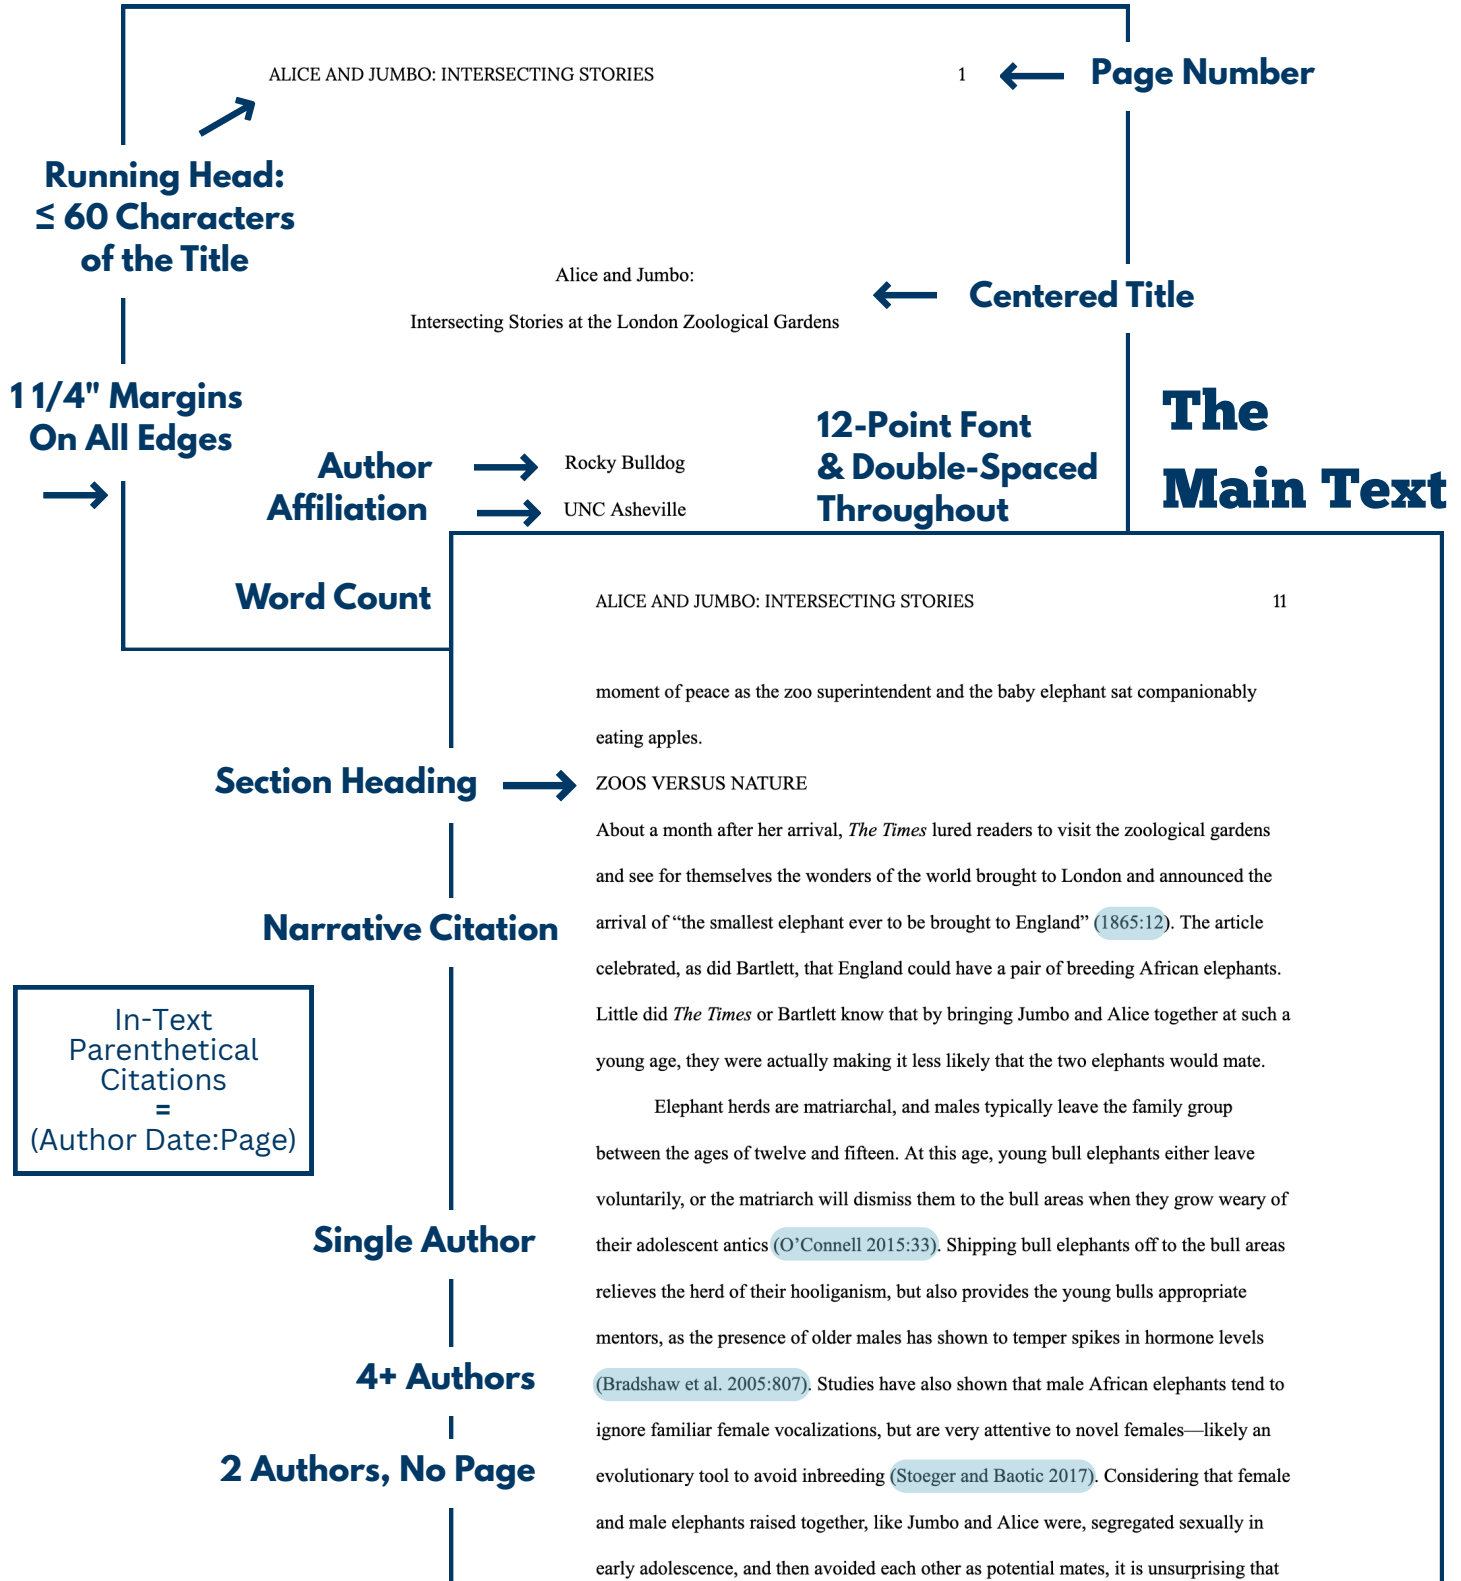 ALICE AND JUMBO: INTERSECTING STORIES 1
Page Number
Running Head:
≤ 60 Characters
of the Title
Alice and Jumbo:
Intersecting Stories at the London Zoological Gardens
Centered Title
1 1/4" Margins
On All Edges
The
Main Text
12-Point Font
& Double-Spaced
Throughout
Author
Affiliation
Rocky Bulldog
UNC Asheville
Word Count
ALICE AND JUMBO: INTERSECTING STORIES 11
moment of peace as the zoo superintendent and the baby elephant sat companionably
eating apples.
Section Heading
ZOOS VERSUS NATURE
About a month after her arrival, The Times lured readers to visit the zoological gardens
and see for themselves the wonders of the world brought to London and announced the
Narrative Citation
arrival of “the smallest elephant ever to be brought to England” (1865:12). The article
celebrated, as did Bartlett, that England could have a pair of breeding African elephants.
Little did The Times or Bartlett know that by bringing Jumbo and Alice together at such a
young age, they were actually making it less likely that the two elephants would mate.
In-Text
Parenthetical
Citations
=
(Author Date:Page)
Elephant herds are matriarchal, and males typically leave the family group
between the ages of twelve and fifteen. At this age, young bull elephants either leave
voluntarily, or the matriarch will dismiss them to the bull areas when they grow weary of
Single Author
their adolescent antics (O’Connell 2015:33). Shipping bull elephants off to the bull areas
relieves the herd of their hooliganism, but also provides the young bulls appropriate
mentors, as the presence of older males has shown to temper spikes in hormone levels
4+ Authors
(Bradshaw et al. 2005:807). Studies have also shown that male African elephants tend to
ignore familiar female vocalizations, but are very attentive to novel females—likely an
2 Authors, No Page
evolutionary tool to avoid inbreeding (Stoeger and Baotic 2017). Considering that female
and male elephants raised together, like Jumbo and Alice were, segregated sexually in
early adolescence, and then avoided each other as potential mates, it is unsurprising that